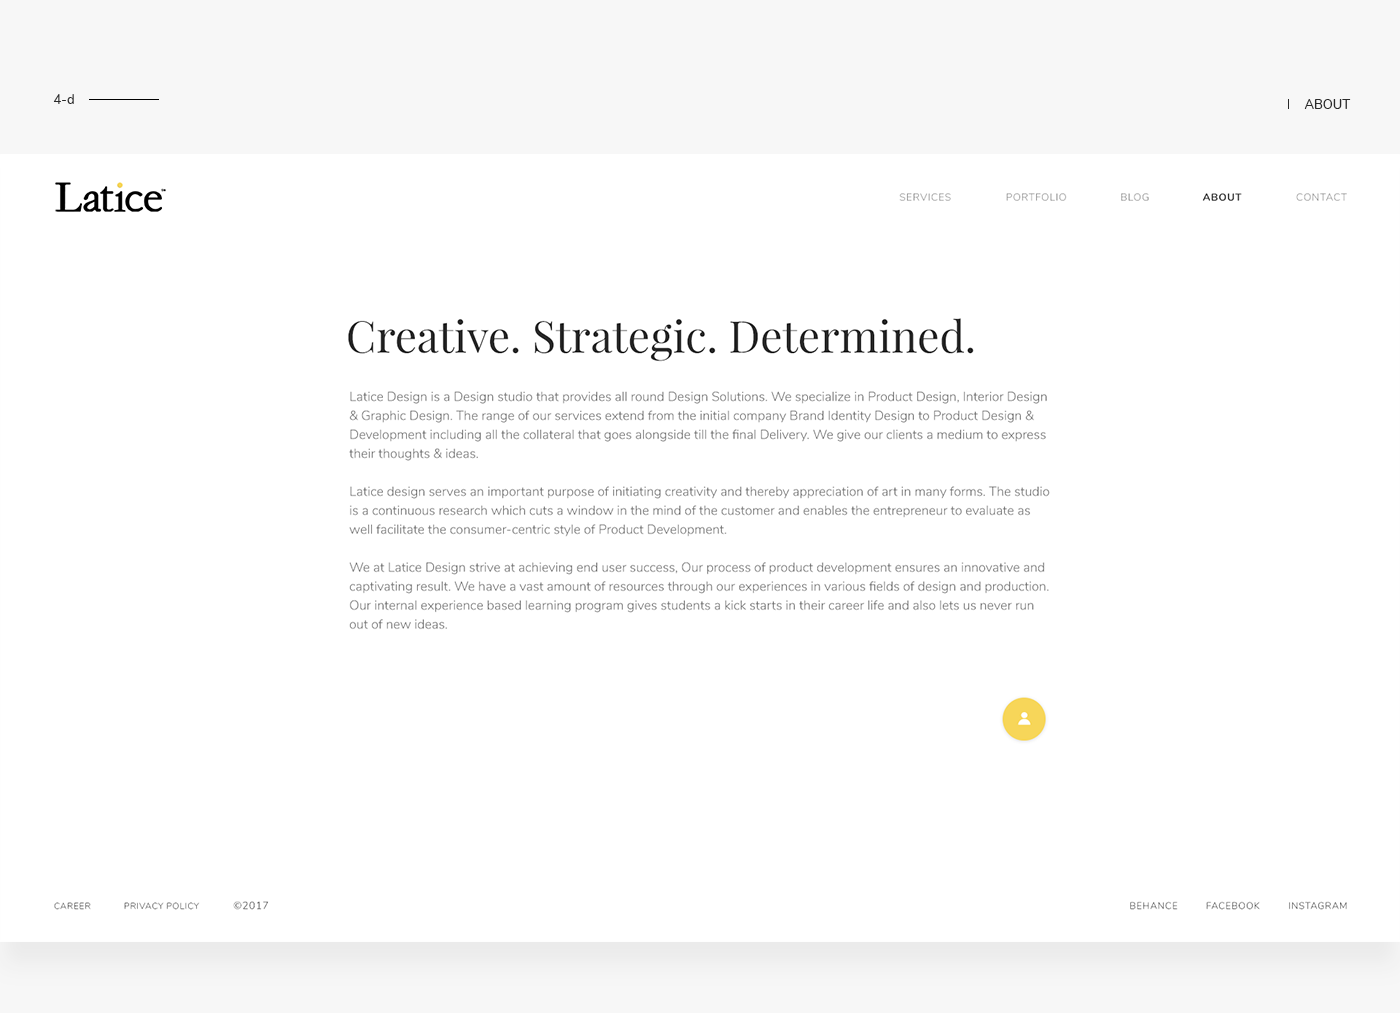 4-d
ABOUT
Latice™
SERVICES PORTFOLIO BLOG ABOUT CONTACT
Creative. Strategic. Determined.
Latice Design is a Design studio that provides all round Design Solutions. We specialize in Product Design, Interior Design
& Graphic Design. The range of our services extend from the initial company Brand Identity Design to Product Design &
Development including all the collateral that goes alongside till the final Delivery. We give our clients a medium to express
their thoughts & ideas.
Latice design serves an important purpose of initiating creativity and thereby appreciation of art in many forms. The studio
is a continuous research which cuts a window in the mind of the customer and enables the entrepreneur to evaluate as
well facilitate the consumer-centric style of Product Development.
We at Latice Design strive at achieving end user success, Our process of product development ensures an innovative and
captivating result. We have a vast amount of resources through our experiences in various fields of design and production.
Our internal experience based learning program gives students a kick starts in their career life and also lets us never run
out of new ideas.
CAREER PRIVACY POLICY ©2017 BEHANCE FACEBOOK INSTAGRAM